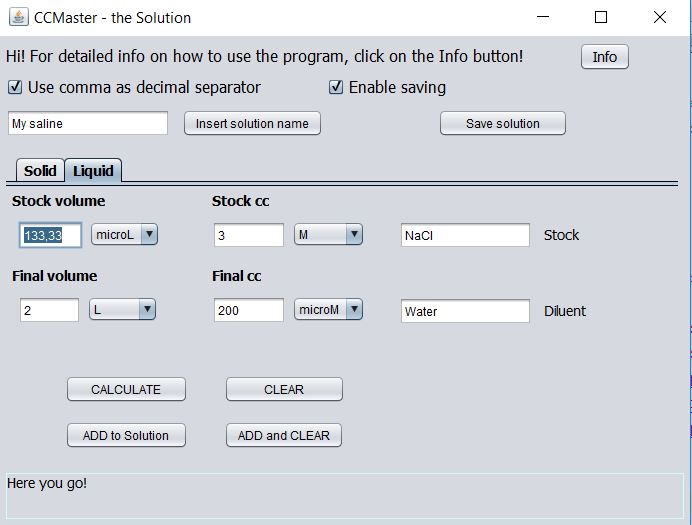 CCMaster - the Solution
Hi! For detailed info on how to use the program, click on the Info button! Info
Use comma as decimal separator Enable saving
My saline Insert solution name Save solution
Solid Liquid
Stock volume Stock cc
133,33 microL 3 M NaCl Stock
Final volume Final cc
2 L 200 microM Water Diluent
CALCULATE CLEAR
ADD to Solution ADD and CLEAR
Here you go!